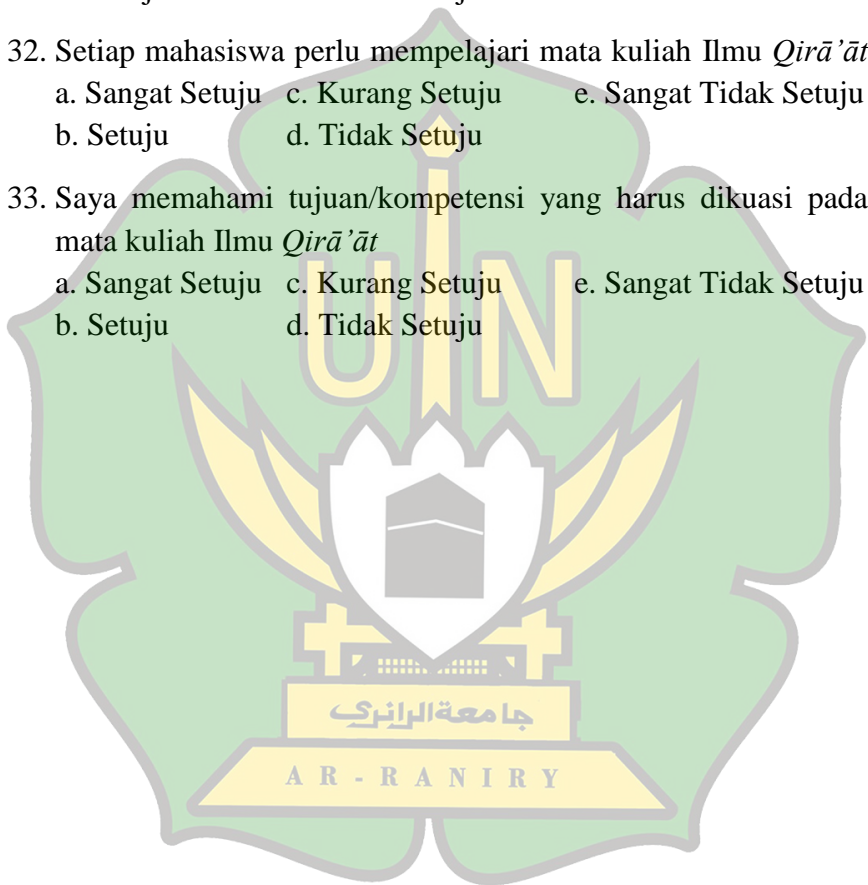 32. Setiap mahasiswa perlu mempelajari mata kuliah Ilmu Qirā’āt
a. Sangat Setuju c. Kurang Setuju e. Sangat Tidak Setuju
b. Setuju d. Tidak Setuju
33. Saya memahami tujuan/kompetensi yang harus dikuasi pada
mata kuliah Ilmu Qirā’āt
a. Sangat Setuju c. Kurang Setuju e. Sangat Tidak Setuju
b. Setuju d. Tidak Setuju
UIN
جامعة الرانري
AR-RANIRY